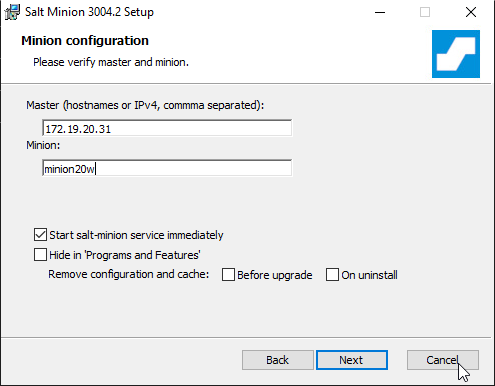 Salt Minion 3004.2 Setup
Minion configuration
Please verify master and minion.
Master (hostnames or IPv4, commma separated):
172.19.20.31
Minion:
minion20w
Start salt-minion service immediately
Hide in 'Programs and Features'
Remove configuration and cache: Before upgrade On uninstall
Back Next Cancel